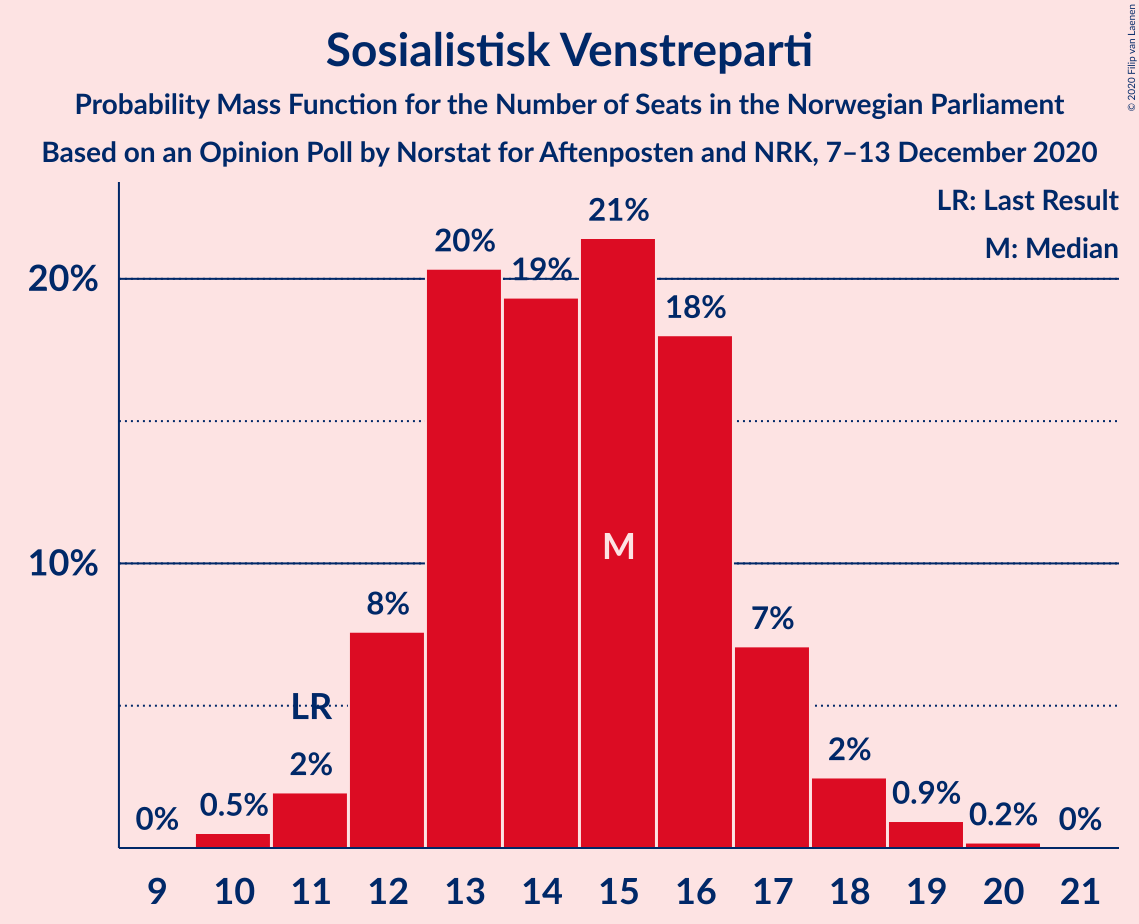 © 2020 Filip van Laenen
Sosialistisk Venstreparti
Probability Mass Function for the Number of Seats in the Norwegian Parliament
Based on an Opinion Poll by Norstat for Aftenposten and NRK, 7–13 December 2020
LR: Last Result
M: Median
21%
20%
19%
20%
18%
M
10%
8%
7%
LR
2%
2%
0.9%
0.5%
0.2%
0%
0%
9 10 11 12 13 14 15 16 17 18 19 20 21